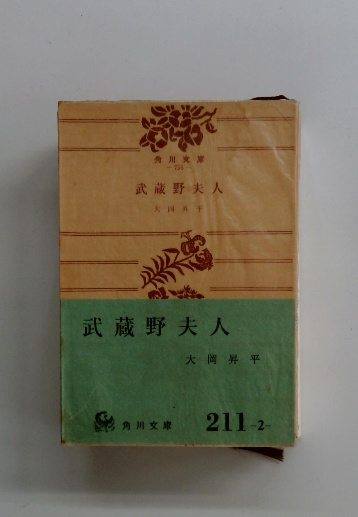 角川文庫
武蔵野夫人
大岡昇平
武蔵野夫人
大岡昇平
角川文庫 211-2-